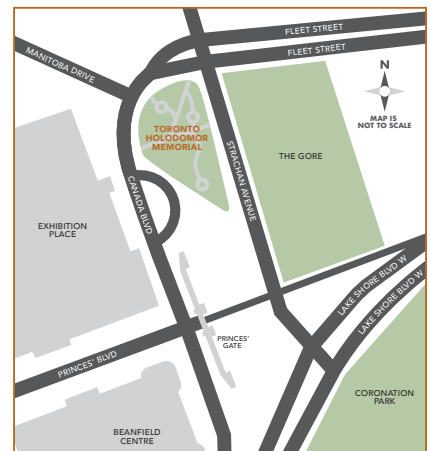 FLEET STREET
FLEET STREET
MANITOBA DRIVE
N
MAP IS
NOT TO SCALE
TORONTO
HOLODOMOR
MEMORIAL
STRACHAN AVENUE
THE GORE
CANADA BLVD
EXHIBITION
PLACE
LAKE SHORE BLVD W
LAKE SHORE BLVD W
PRINCES'
GATE
PRINCES' BLVD
CORONATION
PARK
BEANFIELD
CENTRE